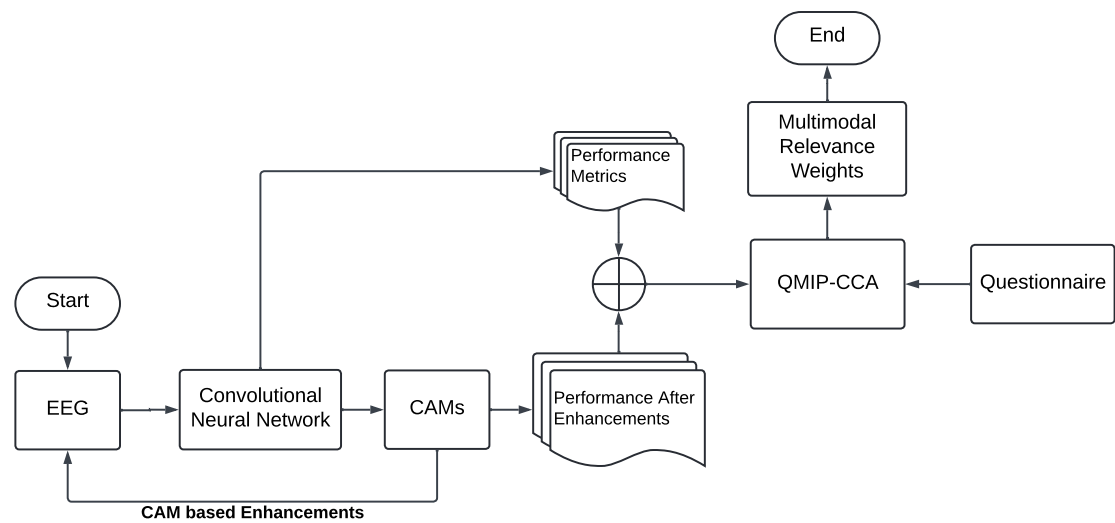 End
Multimodal
Relevance
Weights
Performance
Metrics
QMIP-CCA
Questionnaire
Start
EEG
Convolutional
Neural Network
CAMs
Performance After
Enhancements
CAM based Enhancements